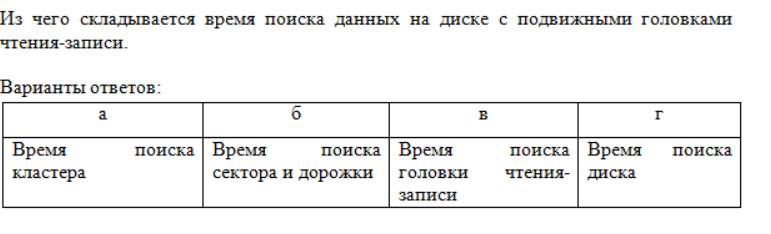 Из чего складывается время поиска данных на диске с подвижными головками
чтения-записи.
Варианты ответов:
а б в г
Время поиска Время поиска Время поиска Время поиска
кластера сектора и дорожки головки чтения- диска
записи